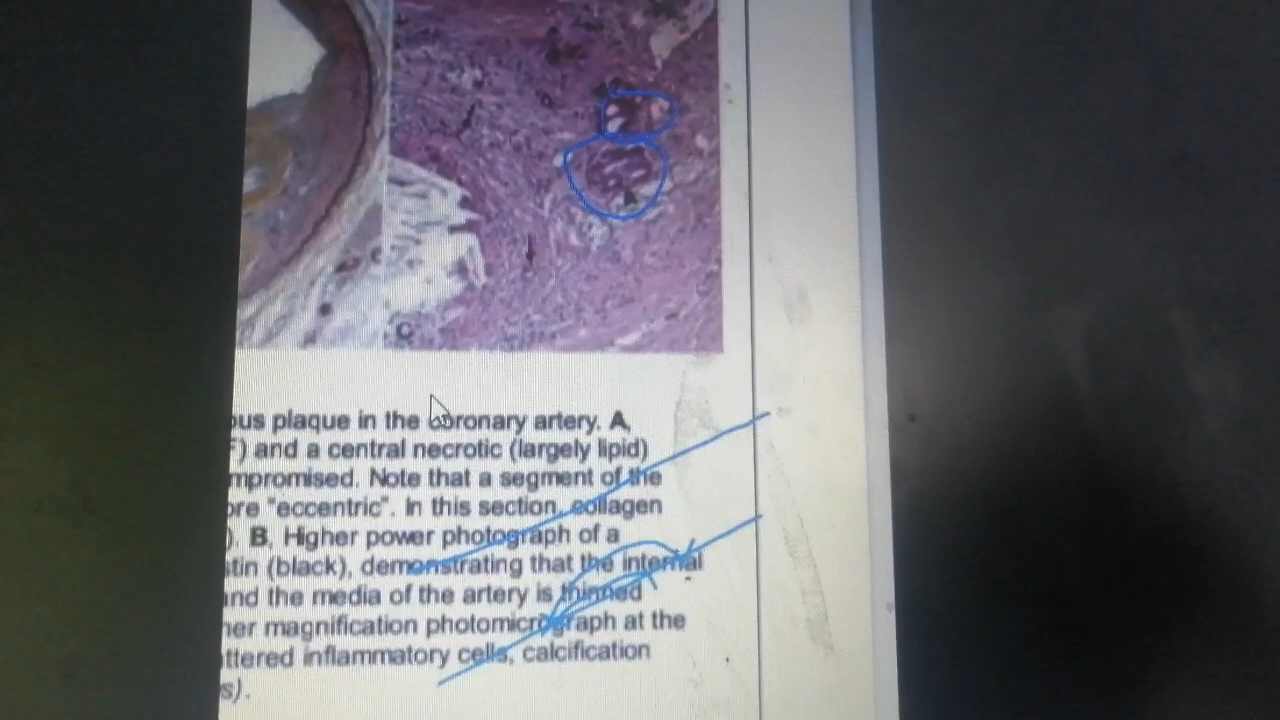 C
ous plaque in the coronary artery. A,
F) and a central necrotic (largely lipid)
mpromised. Note that a segment of the
ore "eccentric". In this section, collagen
). B, Higher power photograph of a
stin (black), demonstrating that the internal
and the media of the artery is thinned
her magnification photomicrograph at the
ttered inflammatory cells, calcification
s).